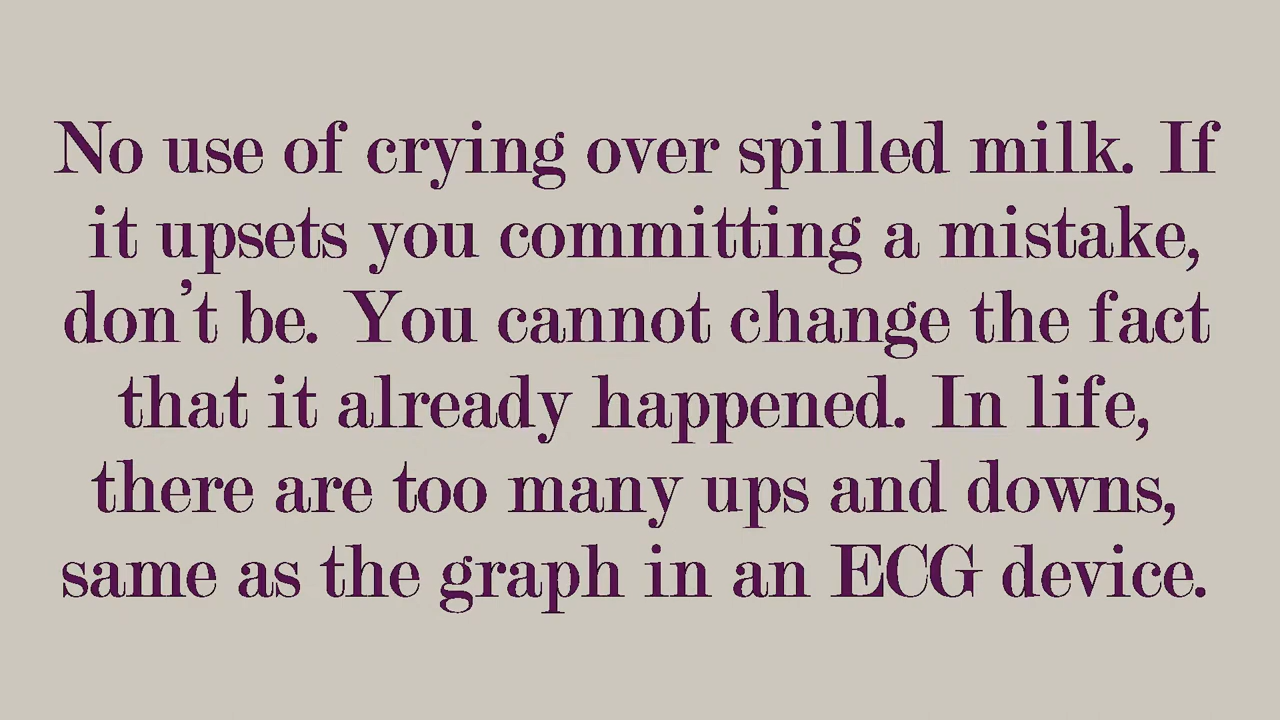 No use of crying over spilled milk. If
it upsets you committing a mistake,
don't be. You cannot change the fact
that it already happened. In life,
there are too many ups and downs,
same as the graph in an ECG device.